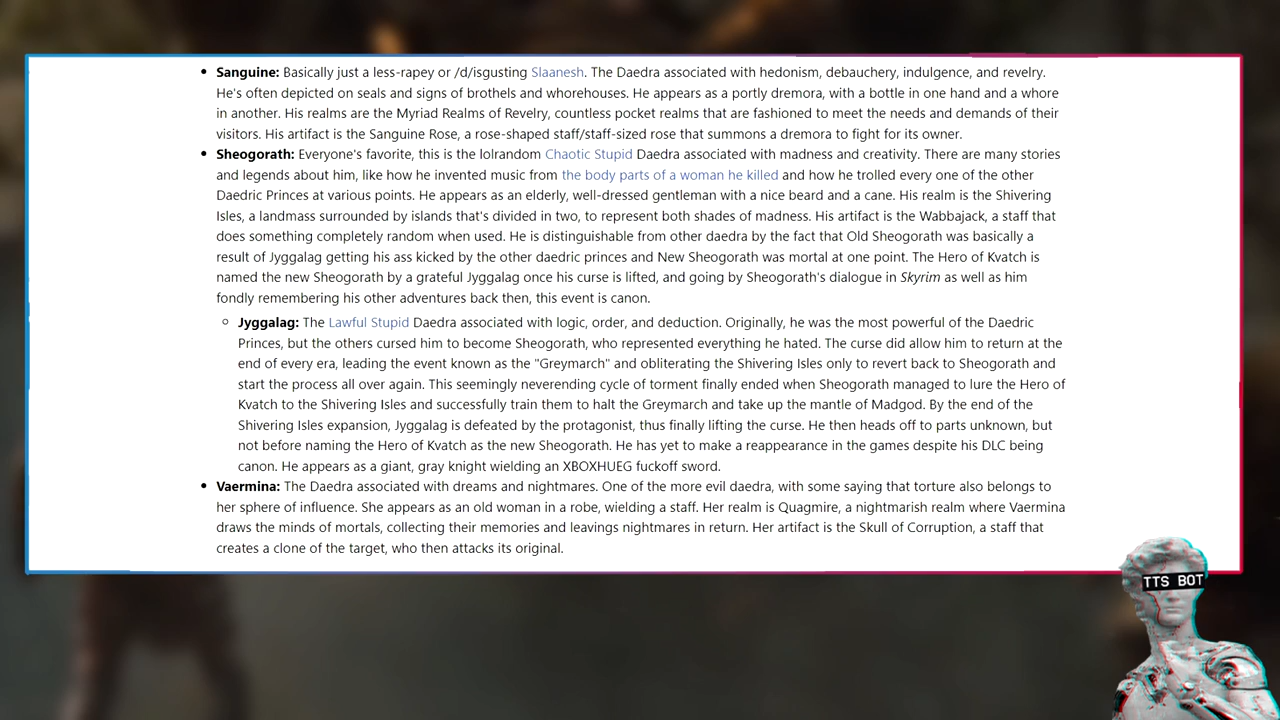 Sanguine: Basically just a less-rapey or /d/isgusting Slaanesh. The Daedra associated with hedonism, debauchery, indulgence, and revelry.
He's often depicted on seals and signs of brothels and whorehouses. He appears as a portly dremora, with a bottle in one hand and a whore
in another. His realms are the Myriad Realms of Revelry, countless pocket realms that are fashioned to meet the needs and demands of their
visitors. His artifact is the Sanguine Rose, a rose-shaped staff/staff-sized rose that summons a dremora to fight for its owner.
Sheogorath: Everyone's favorite, this is the lolrandom Chaotic Stupid Daedra associated with madness and creativity. There are many stories
and legends about him, like how he invented music from the body parts of a woman he killed and how he trolled every one of the other
Daedric Princes at various points. He appears as an elderly, well-dressed gentleman with a nice beard and a cane. His realm is the Shivering
Isles, a landmass surrounded by islands that's divided in two, to represent both shades of madness. His artifact is the Wabbajack, a staff that
does something completely random when used. He is distinguishable from other daedra by the fact that Old Sheogorath was basically a
result of Jyggalag getting his ass kicked by the other daedric princes and New Sheogorath was mortal at one point. The Hero of Kvatch is
named the new Sheogorath by a grateful Jyggalag once his curse is lifted, and going by Sheogorath's dialogue in Skyrim as well as him
fondly remembering his other adventures back then, this event is canon.
Jyggalag: The Lawful Stupid Daedra associated with logic, order, and deduction. Originally, he was the most powerful of the Daedric
Princes, but the others cursed him to become Sheogorath, who represented everything he hated. The curse did allow him to return at the
end of every era, leading the event known as the "Greymarch" and obliterating the Shivering Isles only to revert back to Sheogorath and
start the process all over again. This seemingly neverending cycle of torment finally ended when Sheogorath managed to lure the Hero of
Kvatch to the Shivering Isles and successfully train them to halt the Greymarch and take up the mantle of Madgod. By the end of the
Shivering Isles expansion, Jyggalag is defeated by the protagonist, thus finally lifting the curse. He then heads off to parts unknown, but
not before naming the Hero of Kvatch as the new Sheogorath. He has yet to make a reappearance in the games despite his DLC being
canon. He appears as a giant, gray knight wielding an XBOXHUEG fuckoff sword.
Vaermina: The Daedra associated with dreams and nightmares. One of the more evil daedra, with some saying that torture also belongs to
her sphere of influence. She appears as an old woman in a robe, wielding a staff. Her realm is Quagmire, a nightmarish realm where Vaermina
draws the minds of mortals, collecting their memories and leavings nightmares in return. Her artifact is the Skull of Corruption, a staff that
creates a clone of the target, who then attacks its original.
TTS BOT